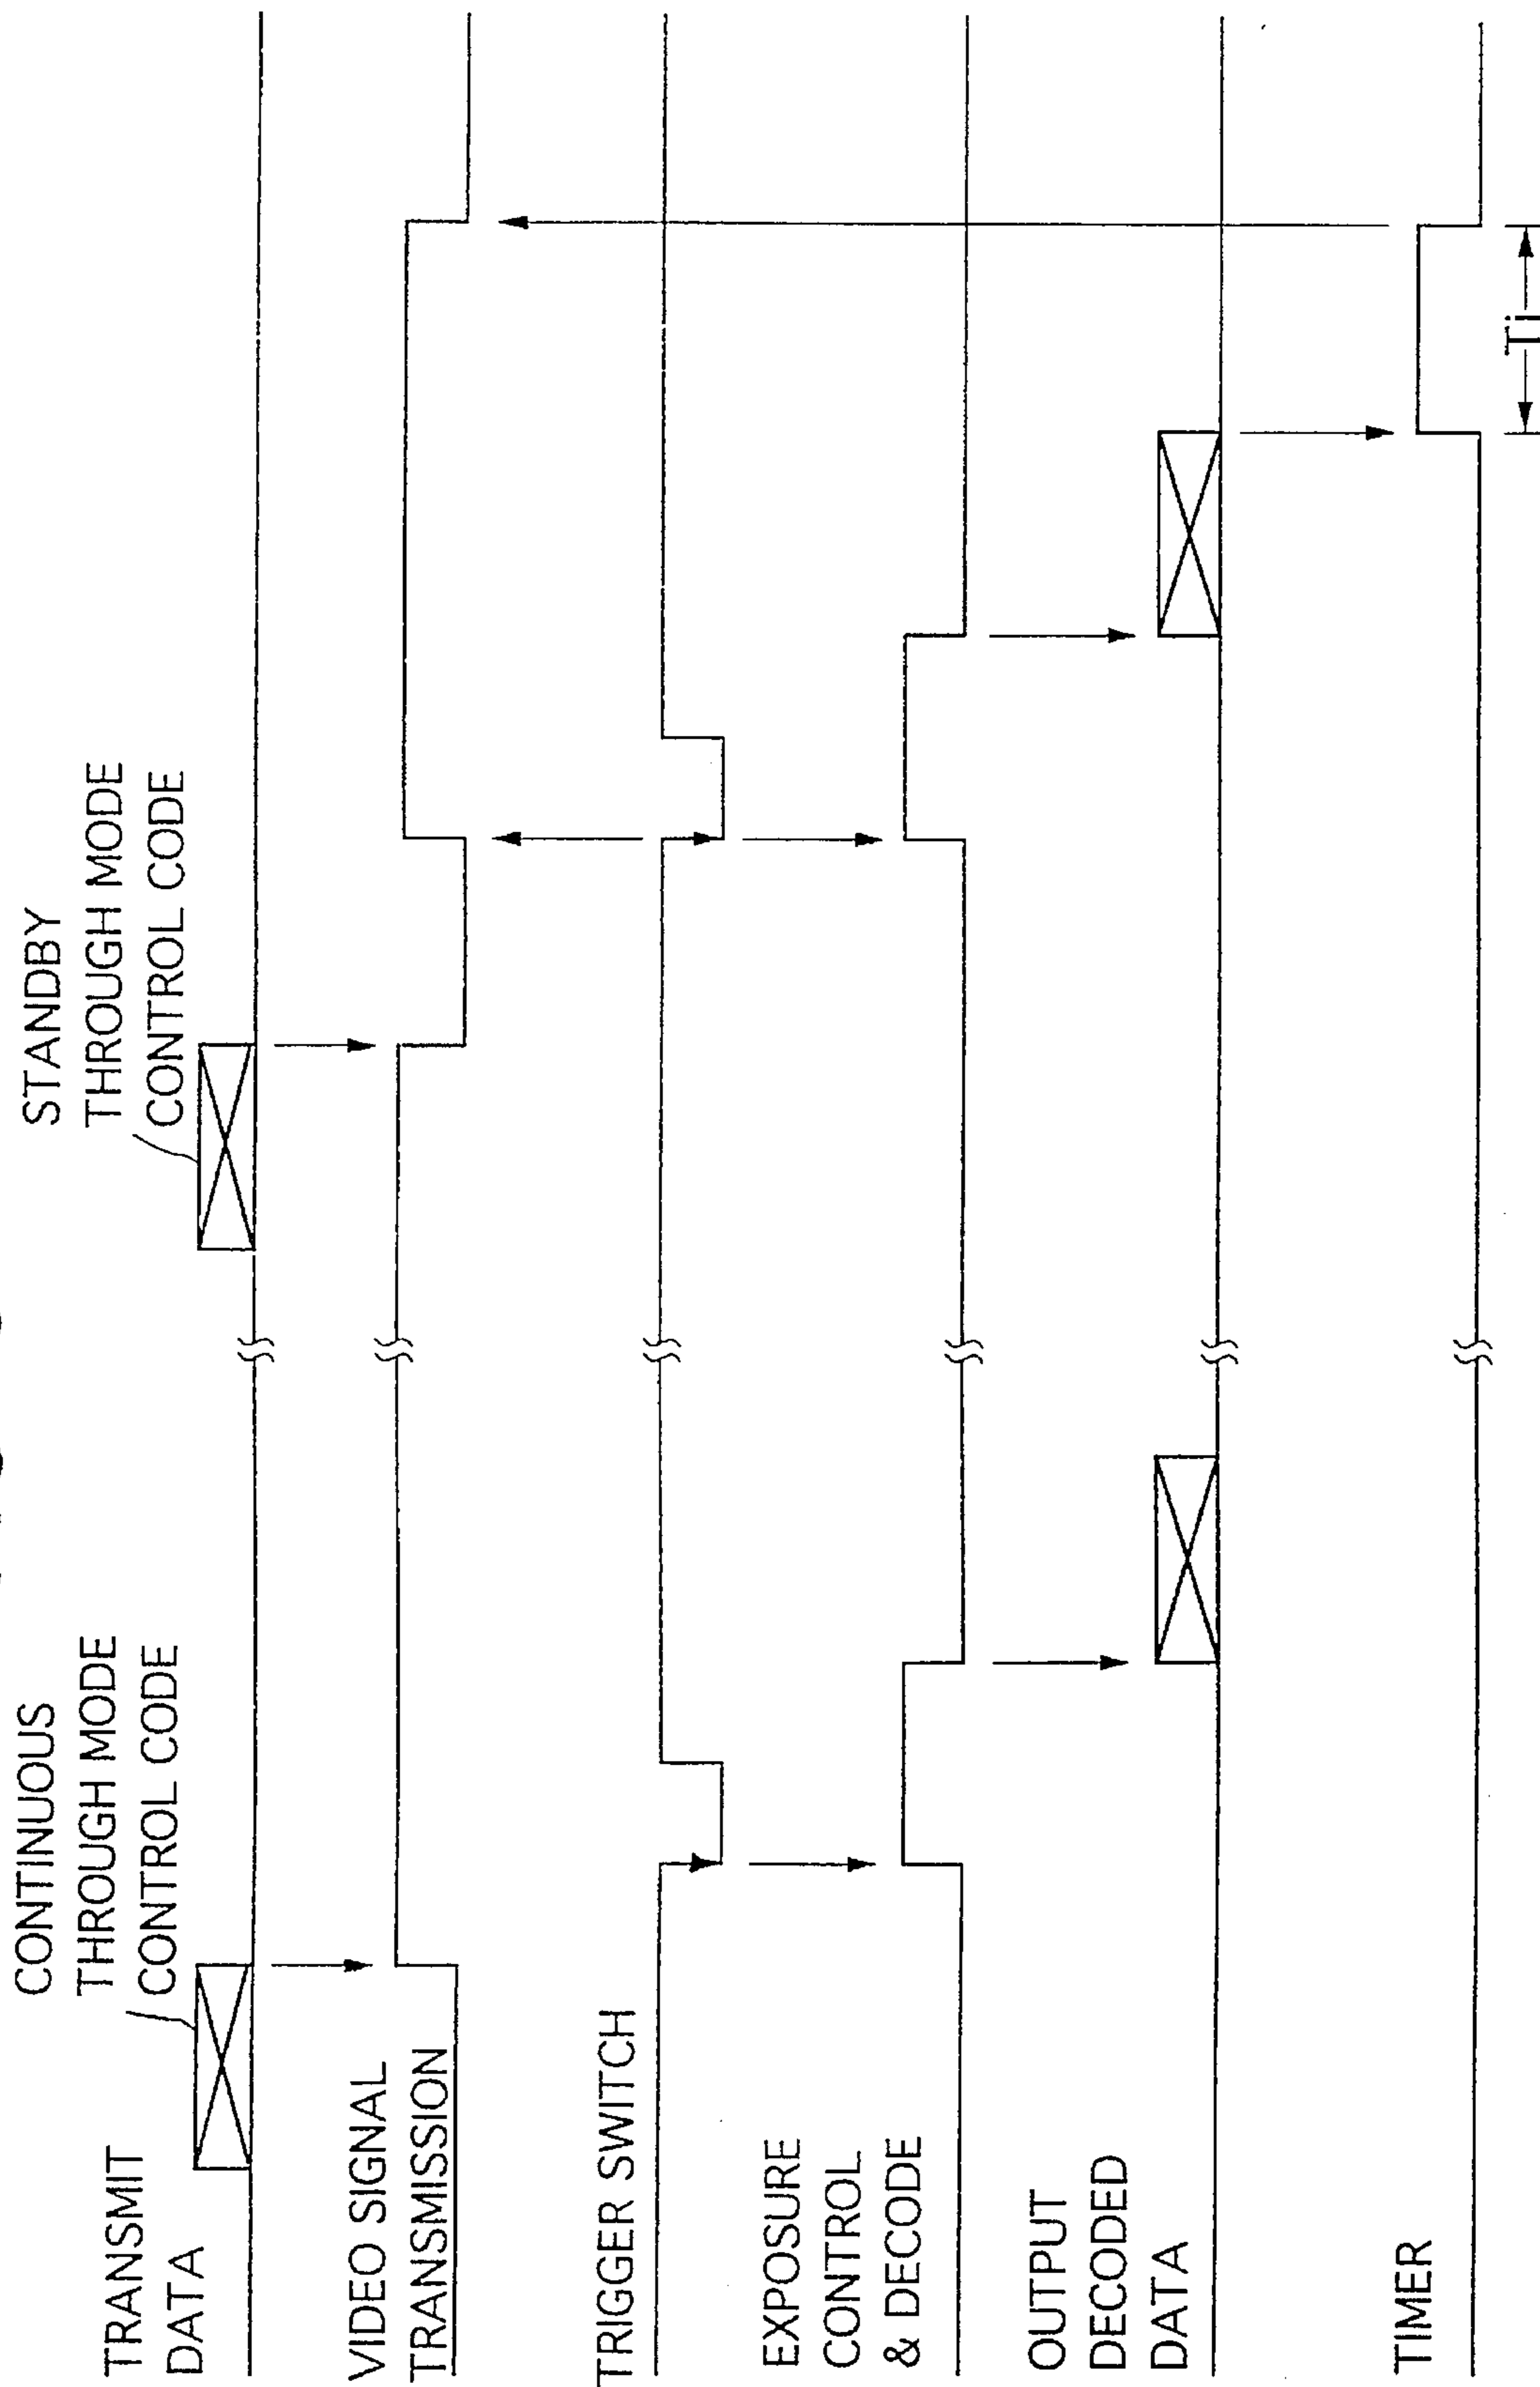 CONTINUOUS
THROUGH MODE
CONTROL CODE
STANDBY
THROUGH MODE
CONTROL CODE
TRANSMIT
DATA
VIDEO SIGNAL
TRANSMISSION
TRIGGER SWITCH
EXPOSURE
CONTROL
& DECODE
OUTPUT
DECODED
DATA
TIMER
Ti